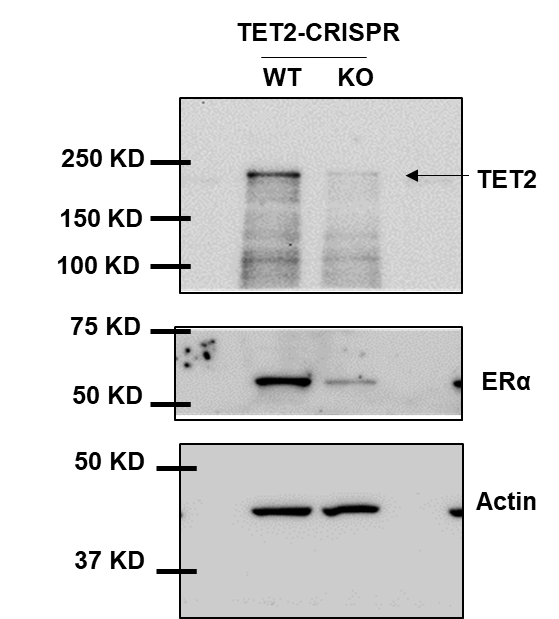 TET2-CRISPR
WT KO
250 KD
TET2
150 KD
100 KD
75 KD
ERα
50 KD
50 KD
Actin
37 KD